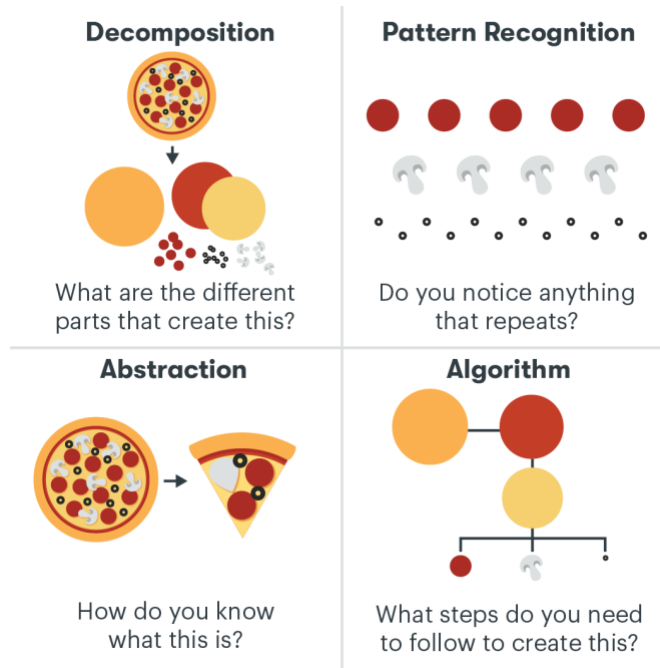 Decomposition
What are the different
parts that create this?
Pattern Recognition
Do you notice anything
that repeats?
Abstraction
How do you know
what this is?
Algorithm
What steps do you need
to follow to create this?